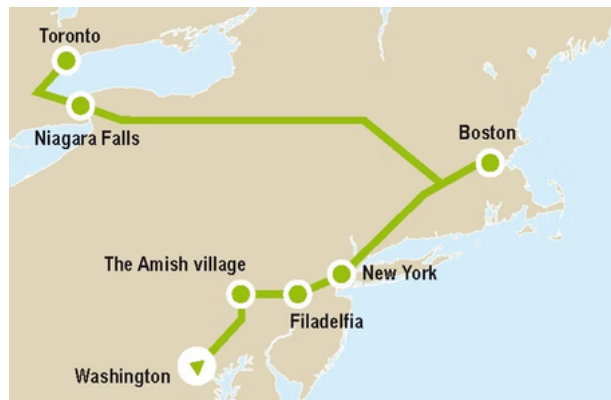 Toronto
Niagara Falls
Boston
The Amish village
New York
Filadelfia
Washington